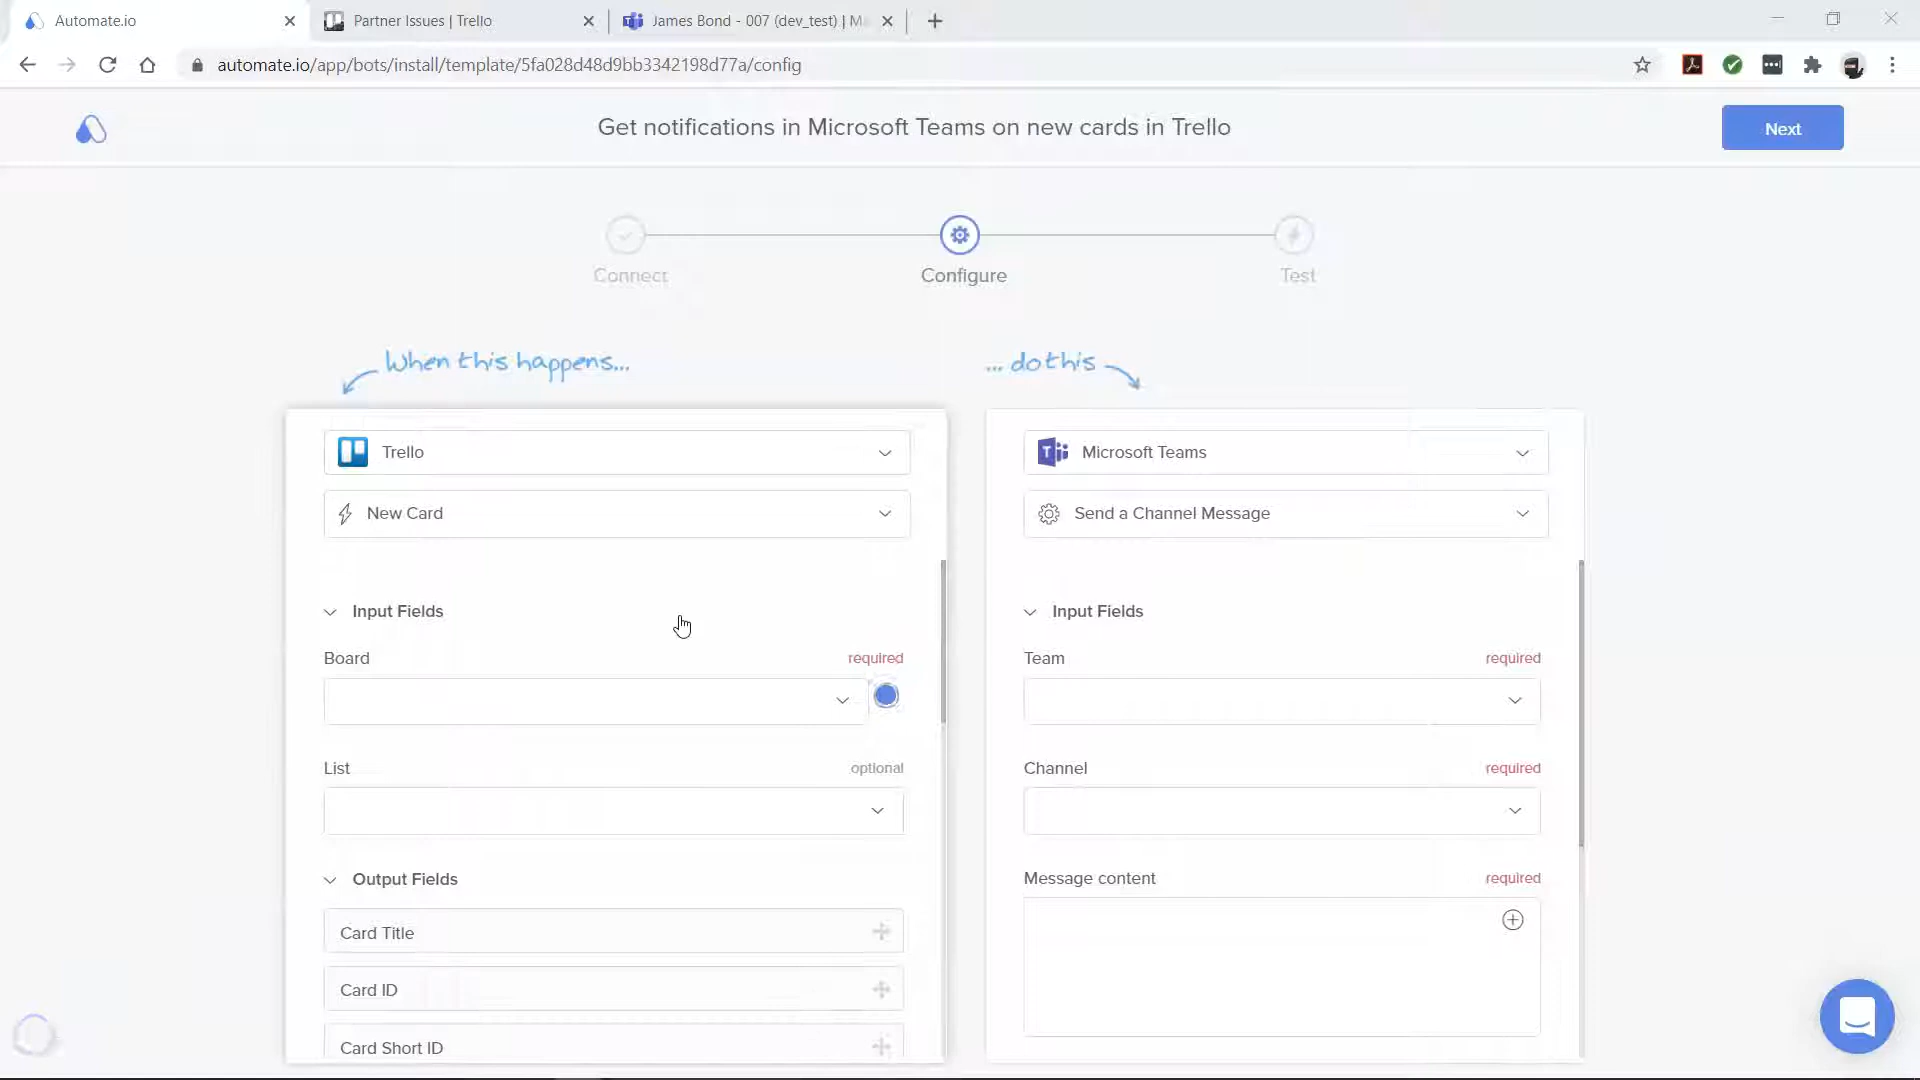 Automate.io
Partner Issues | Trello
James Bond - 007 (dev_test) | Mi
automate.io/app/bots/install/template/5fa028d48d9bb3342198d77a/config
Get notifications in Microsoft Teams on new cards in Trello
Next
Connect
Configure
Test
When this happens...
... do this
Trello
Microsoft Teams
New Card
Send a Channel Message
Input Fields
Input Fields
Board
required
Team
required
List
optional
Channel
required
Output Fields
Message content
required
Card Title
Card ID
Card Short ID